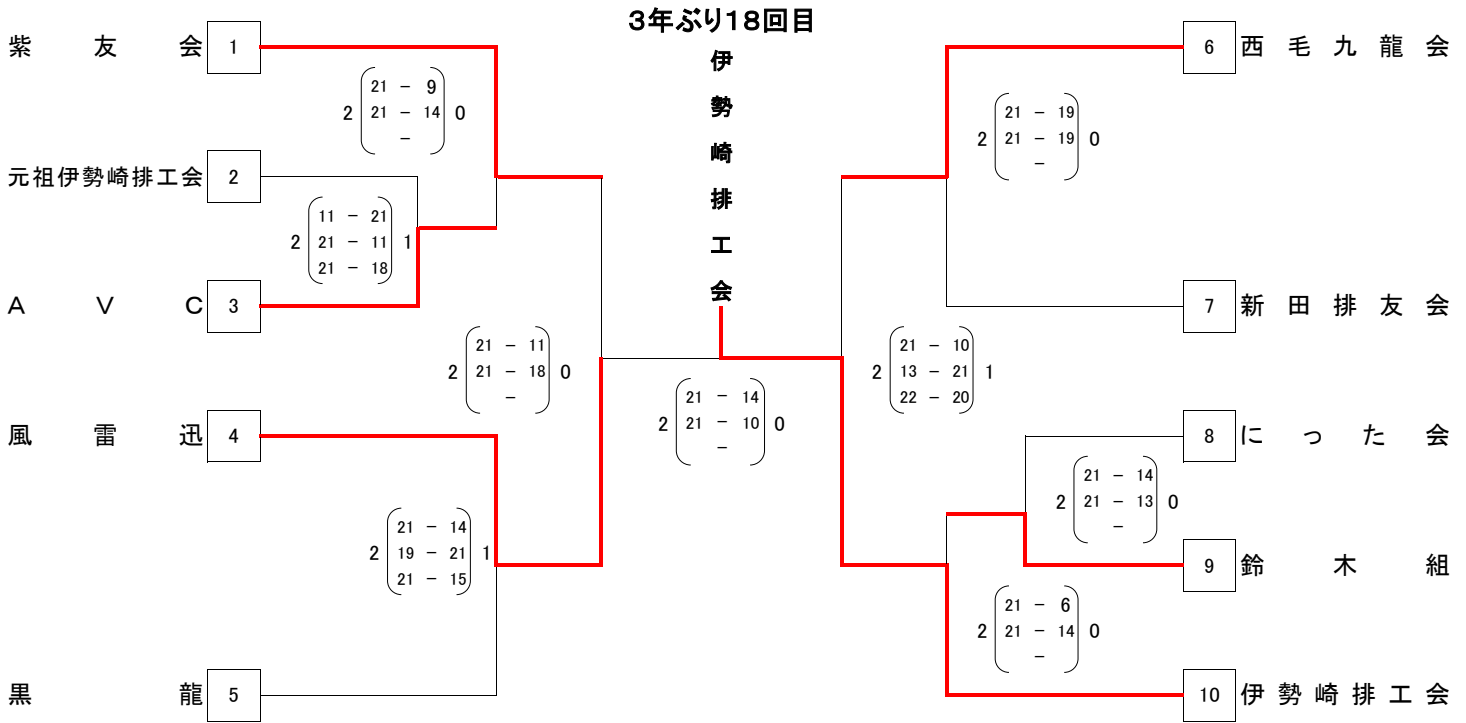 3年ぶり18回目
伊勢崎排工会
紫友会 1
21 － 9
2 21 － 14 0
－
元祖伊勢崎排工会 2
11 － 21
2 21 － 11 1
21 － 18
ＡＶＣ 3
21 － 11
2 21 － 18 0
－
風雷迅 4
21 － 14
2 19 － 21 1
21 － 15
黒龍 5
21 － 14
2 21 － 10 0
－
6 西毛九龍会
21 － 19
2 21 － 19 0
－
7 新田排友会
21 － 10
2 13 － 21 1
22 － 20
8 にった会
21 － 14
2 21 － 13 0
－
9 鈴木組
21 － 6
2 21 － 14 0
－
10 伊勢崎排工会